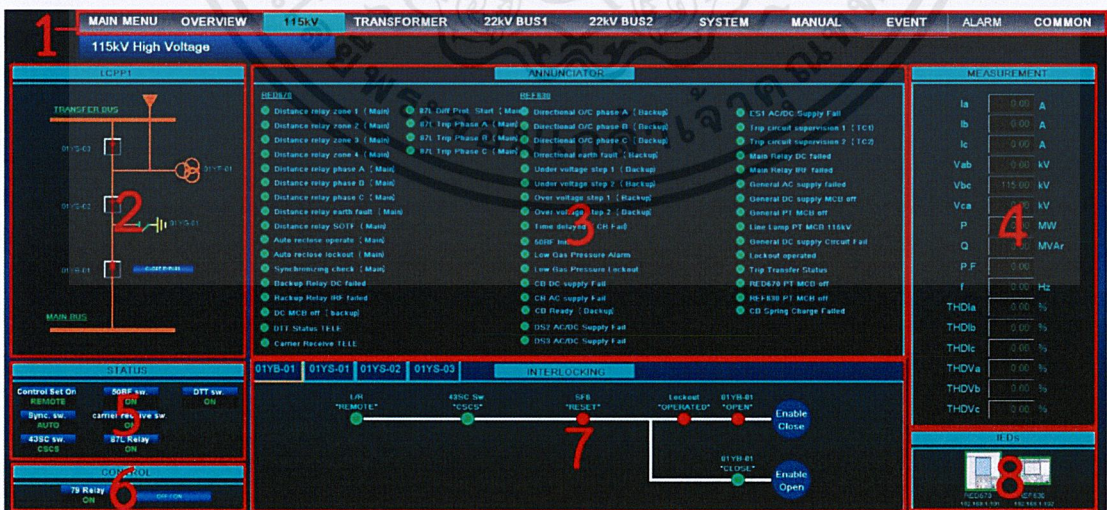 MAIN MENU OVERVIEW 115kV TRANSFORMER 22kV BUS1 22kV BUS2 SYSTEM MANUAL EVENT ALARM COMMON
1
115kV High Voltage
LCPP1
TRANSFER BUS
01YS-03
01YS-01
01YS-02
2
01YB-01
MAIN BUS
ANNUNCIATOR
RED670
Distance relay zone 1 ( Main)
Distance relay zone 2 ( Main)
Distance relay zone 3 ( Main)
Distance relay zone 4 ( Main)
Distance relay phase A ( Main)
Distance relay phase B ( Main)
Distance relay phase C ( Main)
Distance relay earth fault ( Main)
Distance relay SOTF ( Main)
Auto reclose operate ( Main)
Auto reclose lockout ( Main)
Synchronizing check ( Main)
Backup Relay DC failed
Backup Relay IRF failed
DC MCB off ( backup)
DTT Status TELE
Carrier Receive TELE
87L Diff Prot. Start ( Main)
87L Trip Phase A ( Main)
87L Trip Phase B ( Main)
87L Trip Phase C ( Main)
REF630
Directional O/C phase A ( Backup)
Directional O/C phase B ( Backup)
Directional O/C phase C ( Backup)
Directional earth fault ( Backup)
Under voltage step 1 ( Backup)
Under voltage step 2 ( Backup)
Over voltage step 1 ( Backup)
Over voltage step 2 ( Backup)
Time delayed ( CB Fail)
50BF
Low Gas Pressure Alarm
Low Gas Pressure Lockout
CB DC supply Fail
CB AC supply Fail
CB Ready ( Backup)
DS2 AC/DC Supply Fail
DS3 AC/DC Supply Fail
3
ES1 AC/DC Supply Fail
Trip circuit supervision 1 ( TC1)
Trip circuit supervision 2 ( TC2)
Main Relay DC failed
Main Relay IRF failed
General AC supply failed
General DC supply MCB off
General PT MCB off
Line Lamp PT MCB 115kV
General DC supply Circuit Fail
Lockout operated
Trip Transfer Status
RED670 PT MCB off
REF630 PT MCB off
CB Spring Charge Failed
MEASUREMENT
Ia 0.00 A
Ib 0.00 A
Ic 0.00 A
Vab 0.00 kV
Vbc 115.00 kV
Vca kV
P MW
Q MVAr
P.F 0.00
f Hz
THDIa 0.00 %
THDIb 0.00 %
THDIc 0.00 %
THDVa 0.00 %
THDVb 0.00 %
THDVc 0.00 %
4
STATUS
Control Set On 50BF sw. DTT sw.
REMOTE ON ON
Sync. sw. carrier receive sw
AUTO ON
43SC sw. 87L Relay
CSCS ON
5
CONTROL
79 Relay
ON
6
01YB-01 01YS-01 01YS-02 01YS-03 INTERLOCKING
L/R 43SC Sw SF6 Lockout 01YB-01
"REMOTE" "CSCS" "RESET" "OPERATED" "OPEN"
Enable
Close
7
01YB-01
"CLOSE"
Enable
Open
IEDs
8
RED670